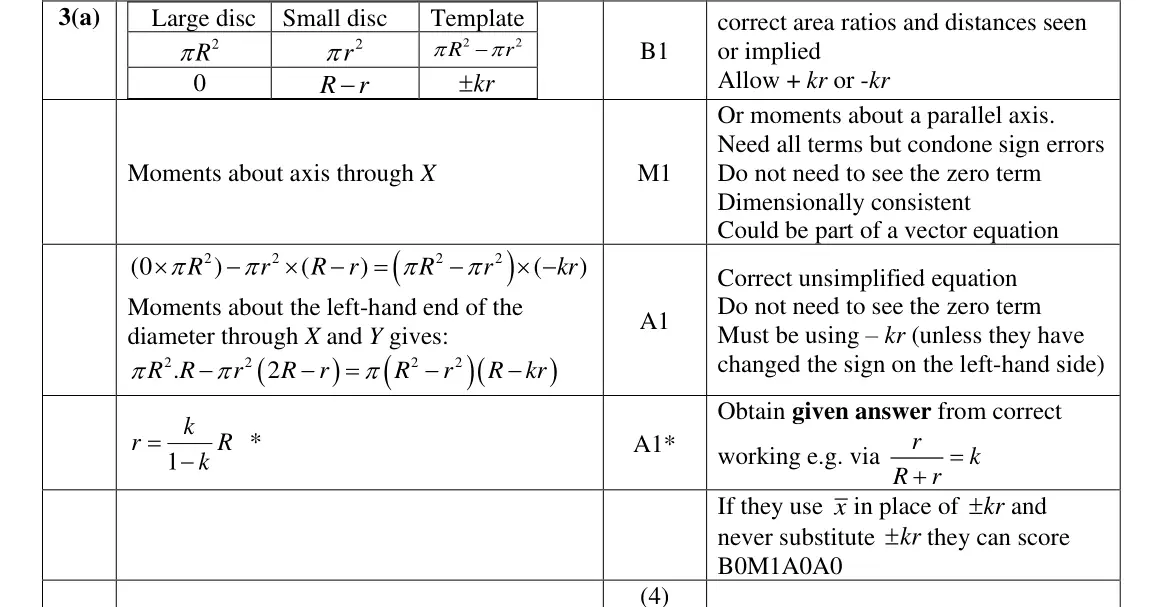 3(a)
Large disc Small disc Template
πR² πr² πR² − πr²
0 R − r ±kr
B1
correct area ratios and distances seen
or implied
Allow + kr or -kr
Moments about axis through X
M1
Or moments about a parallel axis.
Need all terms but condone sign errors
Do not need to see the zero term
Dimensionally consistent
Could be part of a vector equation
(0×πR²) − πr²×(R − r) = (πR² − πr²)×(−kr)
Moments about the left-hand end of the
diameter through X and Y gives:
πR².R − πr²(2R − r) = π(R² − r²)(R − kr)
A1
Correct unsimplified equation
Do not need to see the zero term
Must be using – kr (unless they have
changed the sign on the left-hand side)
r = k/(1−k) R *
A1*
Obtain given answer from correct
working e.g. via r/(R + r) = k
If they use x̅ in place of ±kr and
never substitute ±kr they can score
B0M1A0A0
(4)